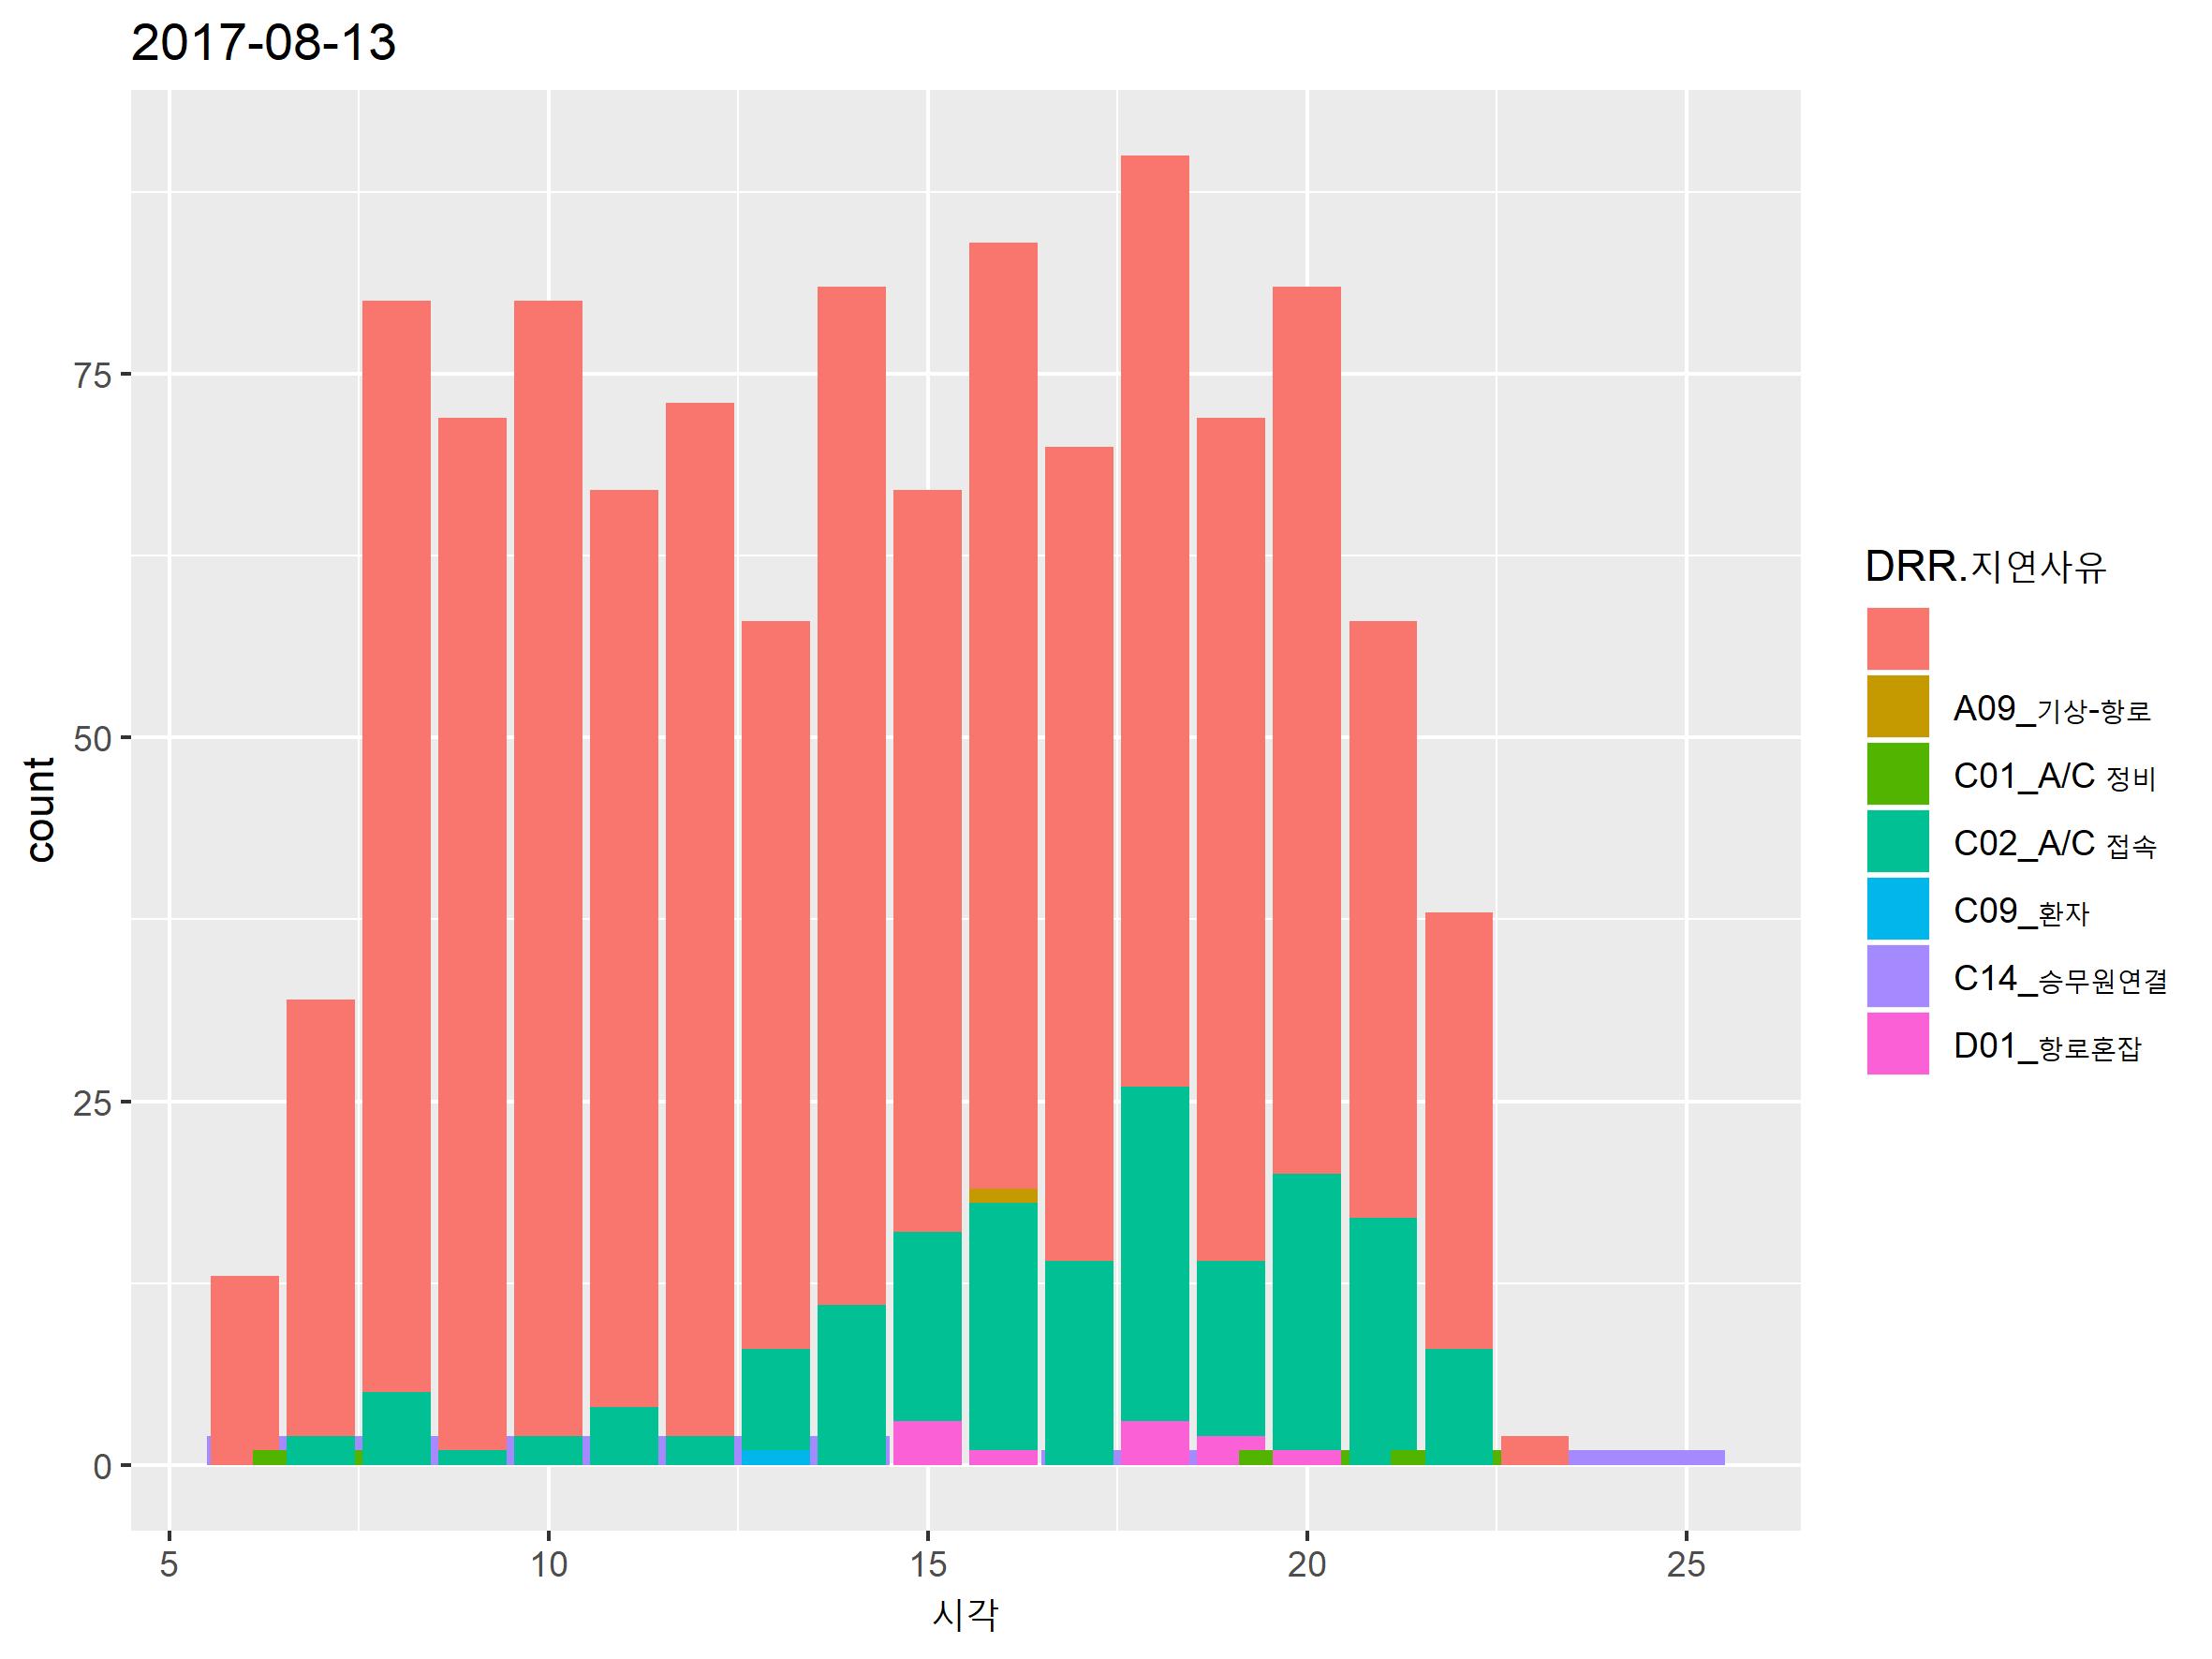 2017-08-13
count
75
50
25
0
5 10 15 20 25
시각
DRR.지연사유
A09_기상-항로
C01_A/C 정비
C02_A/C 접속
C09_환자
C14_승무원연결
D01_항로혼잡